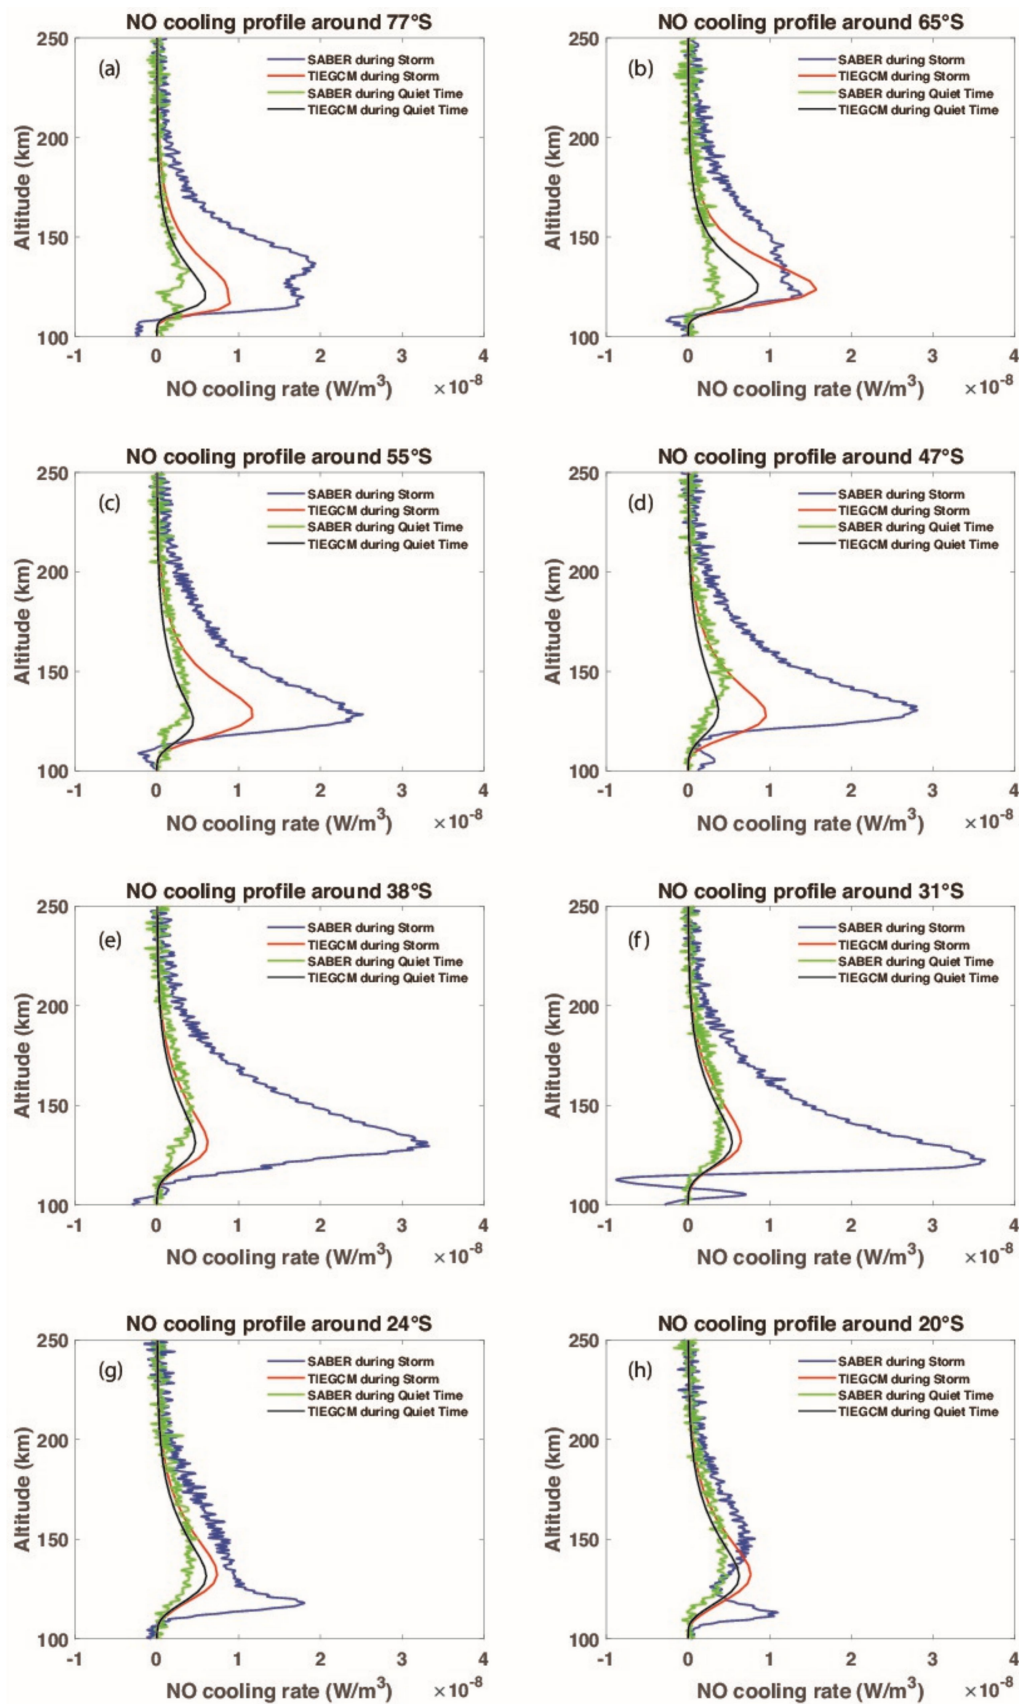 NO cooling profile around 77°S
250
(a)
SABER during Storm
TIEGCM during Storm
SABER during Quiet Time
TIEGCM during Quiet Time
200
Altitude (km)
150
100
-1 0 1 2 3 4
NO cooling rate (W/m³) ×10-8
NO cooling profile around 65°S
250
(b)
SABER during Storm
TIEGCM during Storm
SABER during Quiet Time
TIEGCM during Quiet Time
200
Altitude (km)
150
100
-1 0 1 2 3 4
NO cooling rate (W/m³) ×10-8
NO cooling profile around 55°S
250
(c)
SABER during Storm
TIEGCM during Storm
SABER during Quiet Time
TIEGCM during Quiet Time
200
Altitude (km)
150
100
-1 0 1 2 3 4
NO cooling rate (W/m³) ×10-8
NO cooling profile around 47°S
250
(d)
SABER during Storm
TIEGCM during Storm
SABER during Quiet Time
TIEGCM during Quiet Time
200
Altitude (km)
150
100
-1 0 1 2 3 4
NO cooling rate (W/m³) ×10-8
NO cooling profile around 38°S
250
(e)
SABER during Storm
TIEGCM during Storm
SABER during Quiet Time
TIEGCM during Quiet Time
200
Altitude (km)
150
100
-1 0 1 2 3 4
NO cooling rate (W/m³) ×10-8
NO cooling profile around 31°S
250
(f)
SABER during Storm
TIEGCM during Storm
SABER during Quiet Time
TIEGCM during Quiet Time
200
Altitude (km)
150
100
-1 0 1 2 3 4
NO cooling rate (W/m³) ×10-8
NO cooling profile around 24°S
250
(g)
SABER during Storm
TIEGCM during Storm
SABER during Quiet Time
TIEGCM during Quiet Time
200
Altitude (km)
150
100
-1 0 1 2 3 4
NO cooling rate (W/m³) ×10-8
NO cooling profile around 20°S
250
(h)
SABER during Storm
TIEGCM during Storm
SABER during Quiet Time
TIEGCM during Quiet Time
200
Altitude (km)
150
100
-1 0 1 2 3 4
NO cooling rate (W/m³) ×10-8